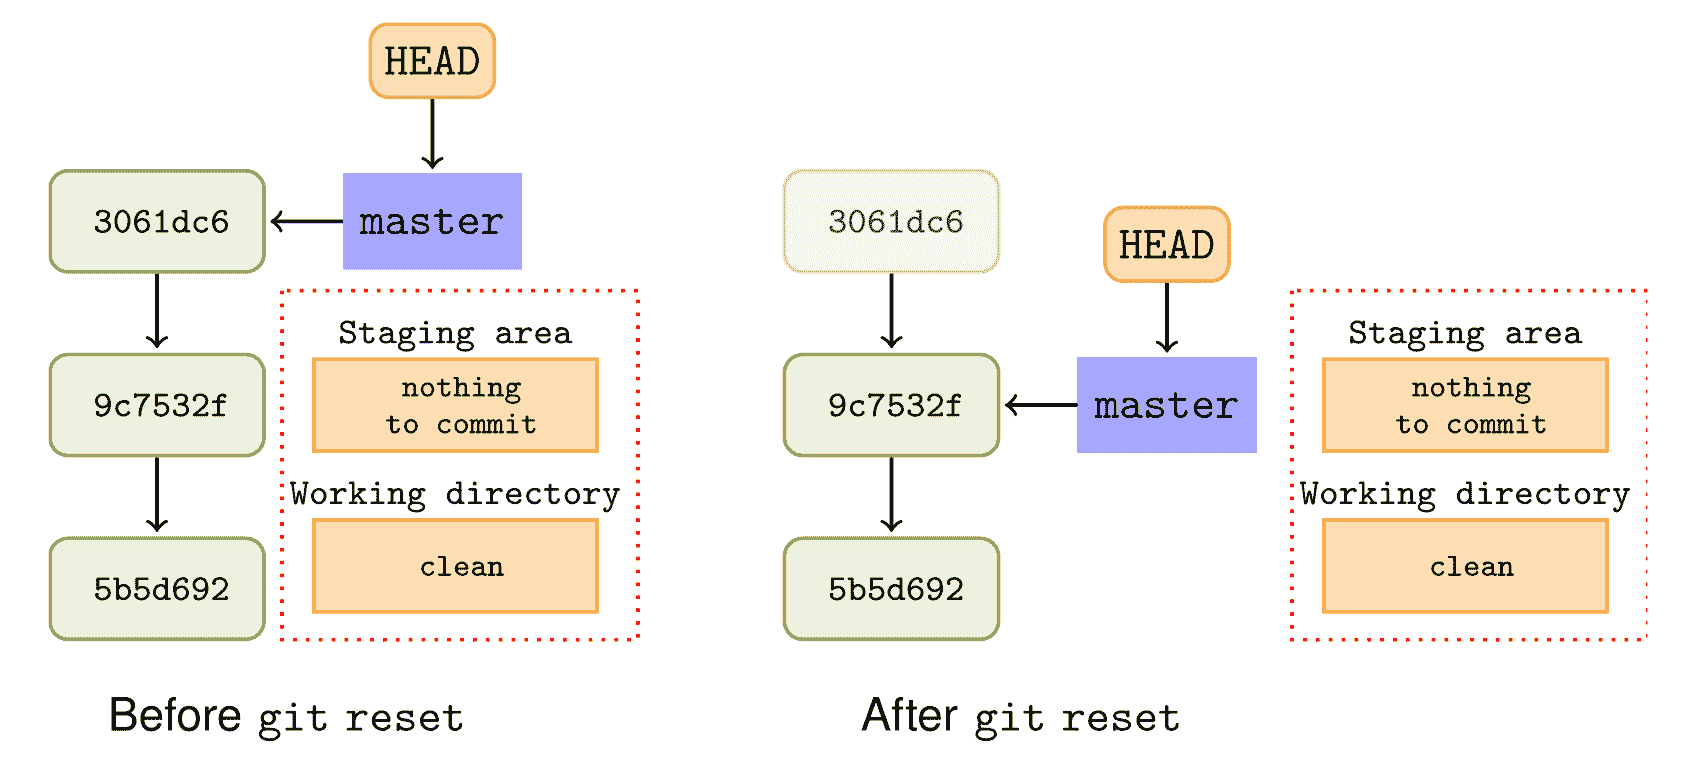 HEAD
3061dc6
master
Staging area
nothing
to commit
9c7532f
Working directory
clean
5b5d692
Before git reset
3061dc6
HEAD
Staging area
nothing
to commit
9c7532f
master
Working directory
clean
5b5d692
After git reset